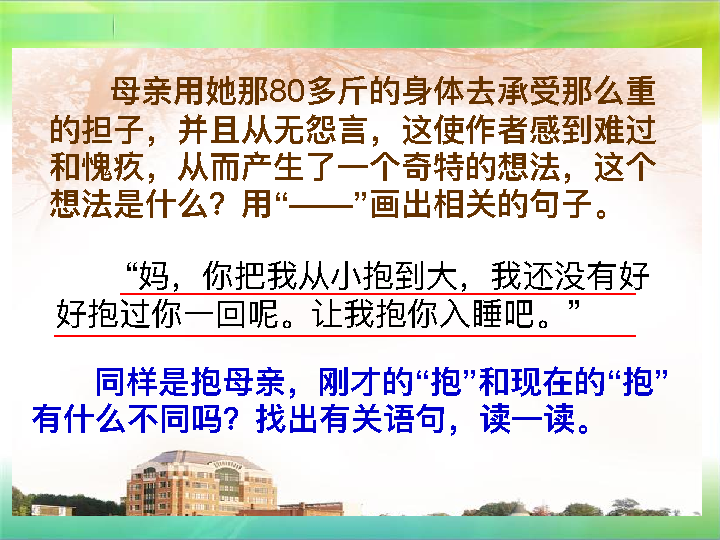 母亲用她那80多斤的身体去承受那么重
的担子，并且从无怨言，这使作者感到难过
和愧疚，从而产生了一个奇特的想法，这个
想法是什么？用“——”画出相关的句子。
“妈，你把我从小抱到大，我还没有好
好抱过你一回呢。让我抱你入睡吧。”
同样是抱母亲，刚才的“抱”和现在的“抱”
有什么不同吗？找出有关语句，读一读。